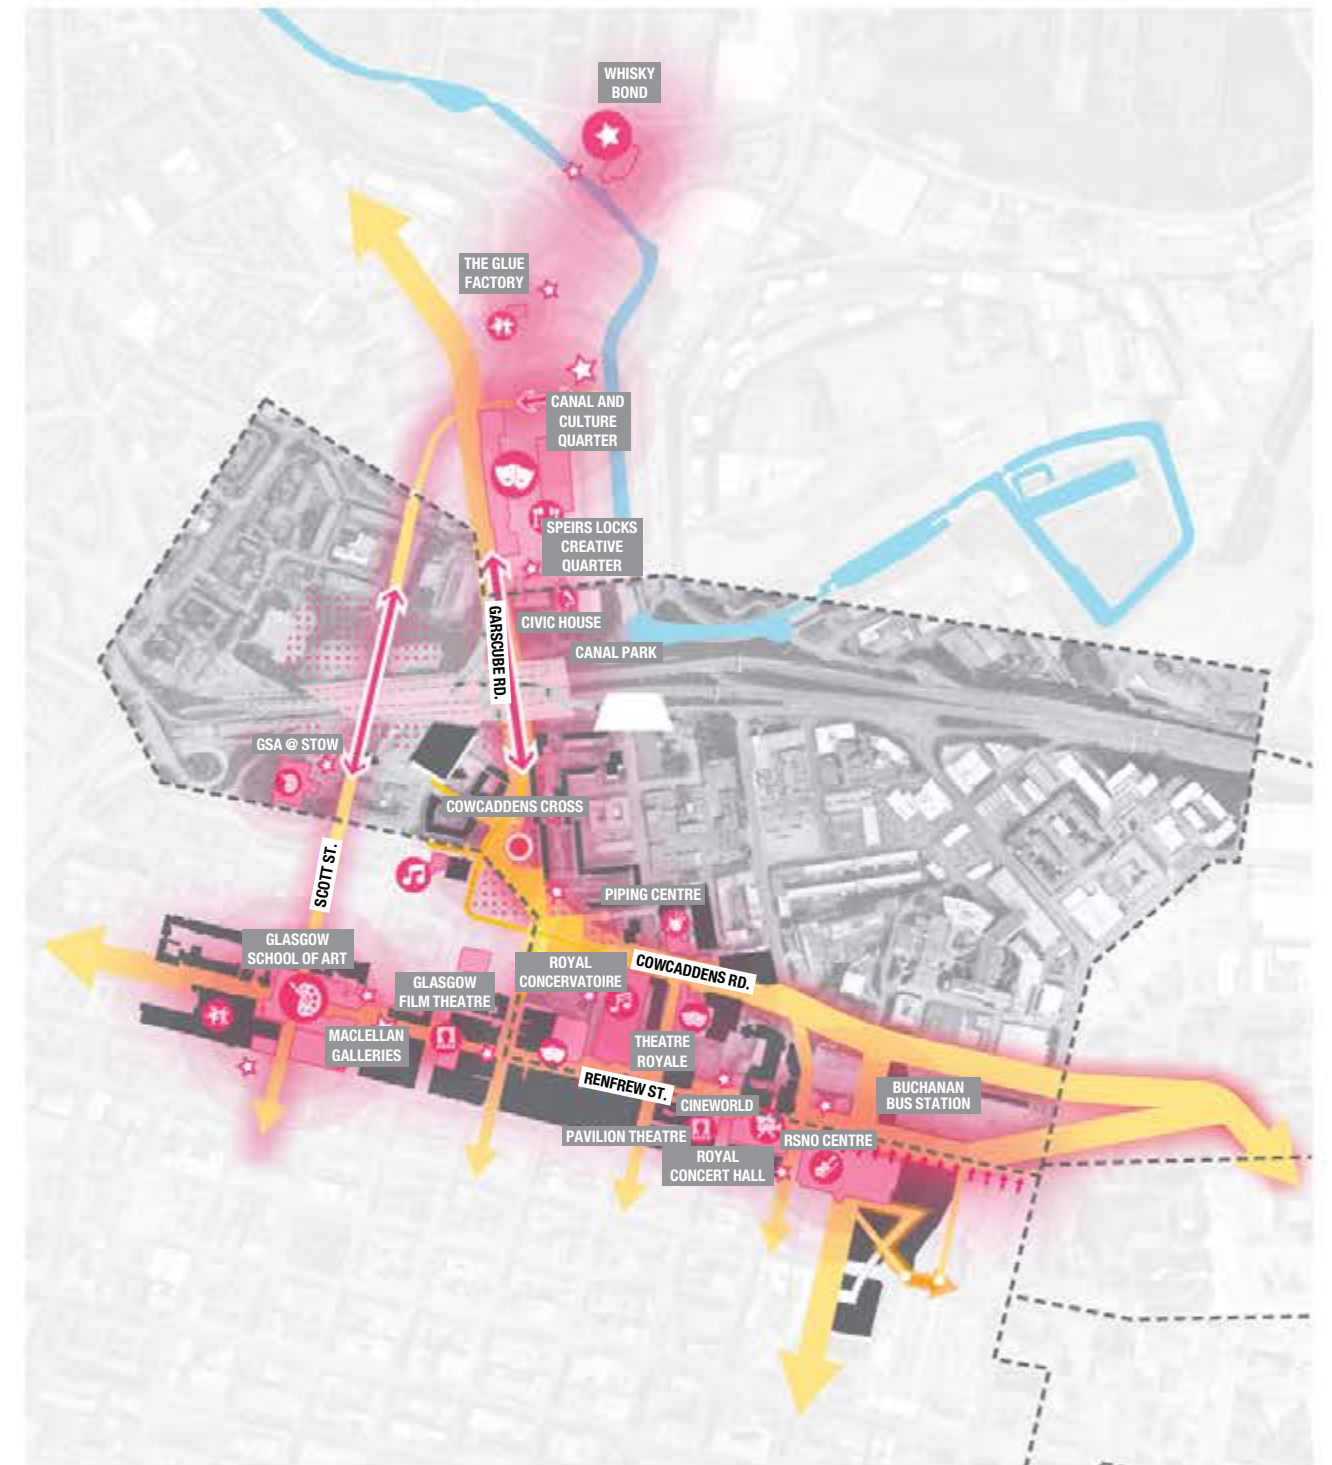 WHISKY
BOND
THE GLUE
FACTORY
CANAL AND
CULTURE
QUARTER
SPEIRS LOCKS
CREATIVE
QUARTER
GARSCUBE RD.
CIVIC HOUSE
CANAL PARK
GSA @ STOW
COWCADDENS CROSS
SCOTT ST.
PIPING CENTRE
GLASGOW
SCHOOL OF ART
ROYAL
CONCERVATOIRE
COWCADDENS RD.
GLASGOW
FILM THEATRE
MACLELLAN
GALLERIES
THEATRE
ROYALE
RENFREW ST.
BUCHANAN
BUS STATION
CINEWORLD
PAVILION THEATRE
RSNO CENTRE
ROYAL
CONCERT HALL